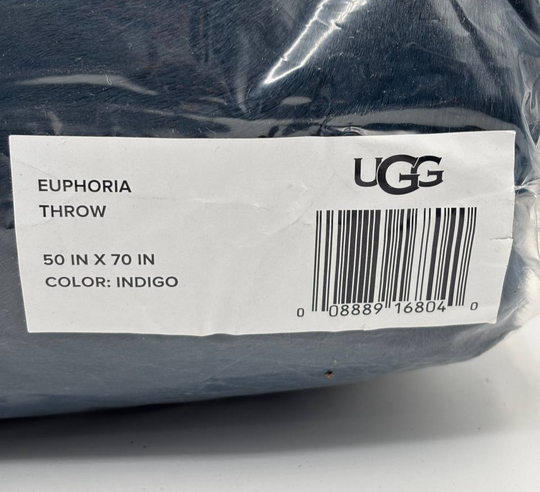 EUPHORIA
THROW
50 IN X 70 IN
COLOR: INDIGO
UGG
0 08889 16804 0